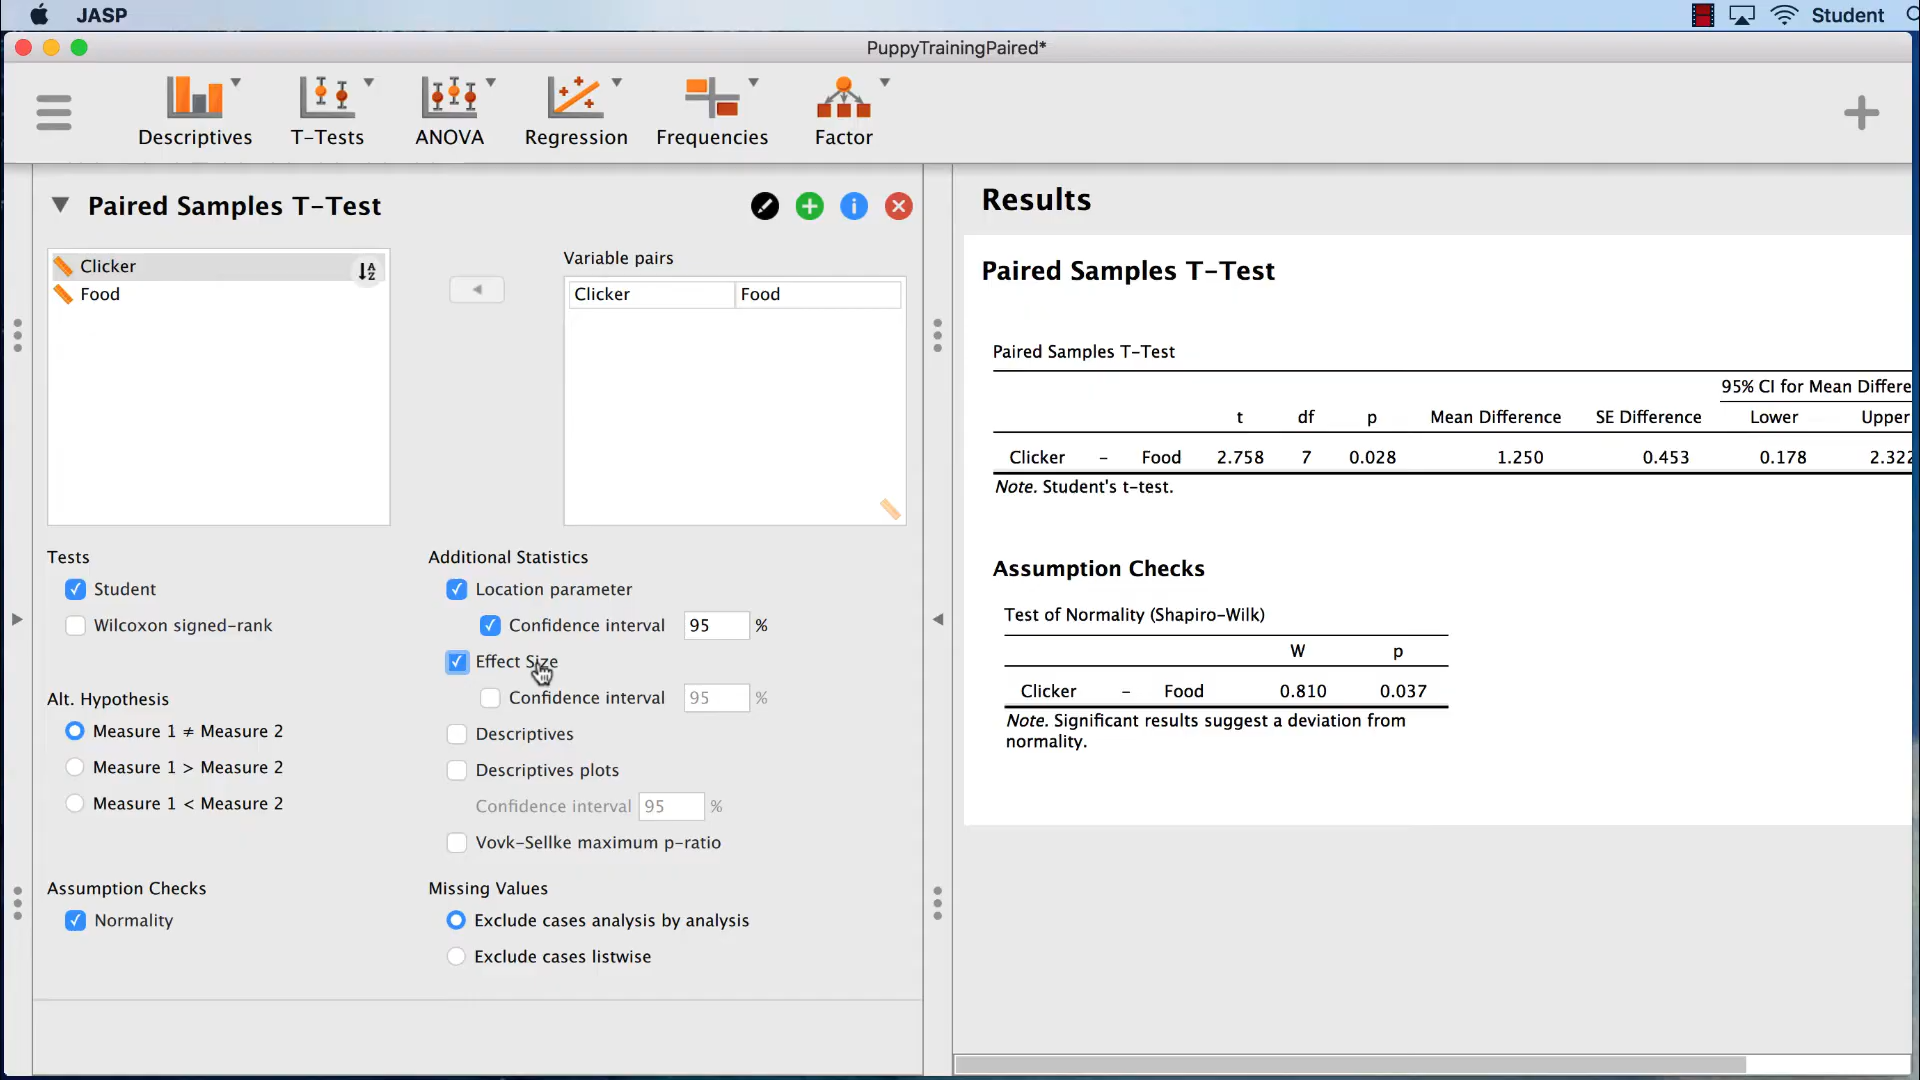 JASP
Student
PuppyTrainingPaired*
Descriptives
T-Tests
ANOVA
Regression
Frequencies
Factor
Paired Samples T-Test
Clicker
Food
Variable pairs
Clicker Food
Tests
Student
Wilcoxon signed-rank
Alt. Hypothesis
Measure 1 ≠ Measure 2
Measure 1 > Measure 2
Measure 1 < Measure 2
Assumption Checks
Normality
Additional Statistics
Location parameter
Confidence interval 95 %
Effect Size
Confidence interval 95 %
Descriptives
Descriptives plots
Confidence interval 95 %
Vovk-Sellke maximum p-ratio
Missing Values
Exclude cases analysis by analysis
Exclude cases listwise
Results
Paired Samples T-Test
Paired Samples T-Test
95% CI for Mean Differe
t df p Mean Difference SE Difference Lower Upper
Clicker - Food 2.758 7 0.028 1.250 0.453 0.178 2.322
Note. Student's t-test.
Assumption Checks
Test of Normality (Shapiro-Wilk)
W p
Clicker - Food 0.810 0.037
Note. Significant results suggest a deviation from
normality.